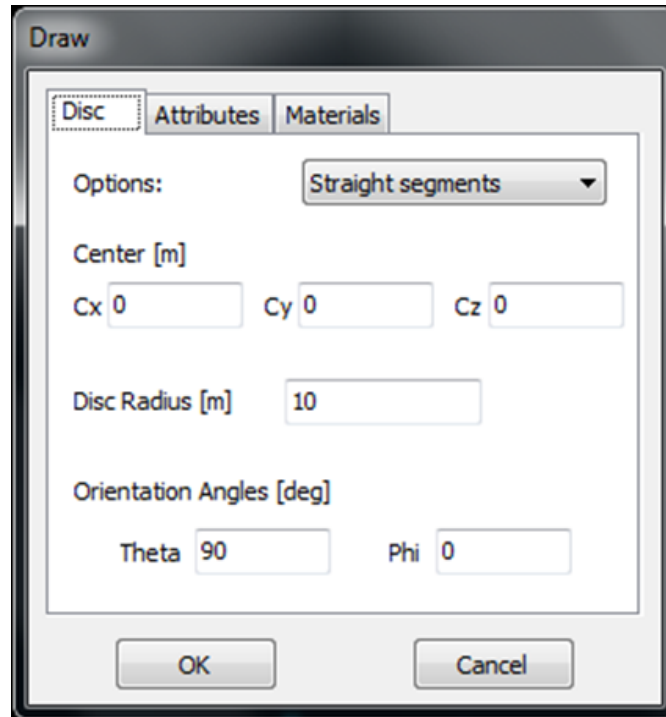 Draw
Disc Attributes Materials
Options: Straight segments
Center [m]
Cx 0 Cy 0 Cz 0
Disc Radius [m] 10
Orientation Angles [deg]
Theta 90 Phi 0
OK Cancel